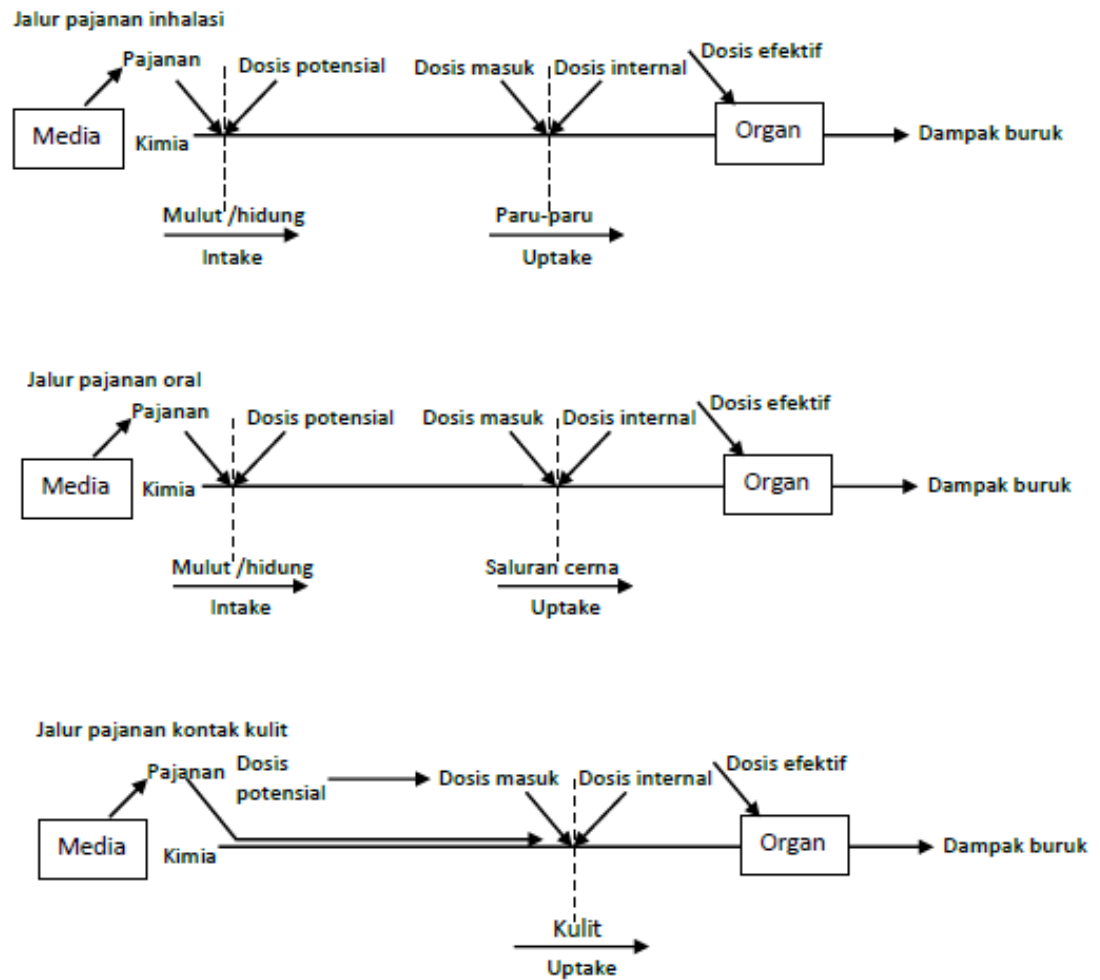 Jalur pajanan inhalasi
Pajanan
Dosis potensial
Dosis masuk
Dosis internal
Dosis efektif
Media
Kimia
Organ
Dampak buruk
Mulut /hidung
Intake
Paru-paru
Uptake
Jalur pajanan oral
Pajanan
Dosis potensial
Dosis masuk
Dosis internal
Dosis efektif
Media
Kimia
Organ
Dampak buruk
Mulut /hidung
Intake
Saluran cerna
Uptake
Jalur pajanan kontak kulit
Pajanan
Dosis
potensial
Dosis masuk
Dosis internal
Dosis efektif
Media
Kimia
Organ
Dampak buruk
Kulit
Uptake